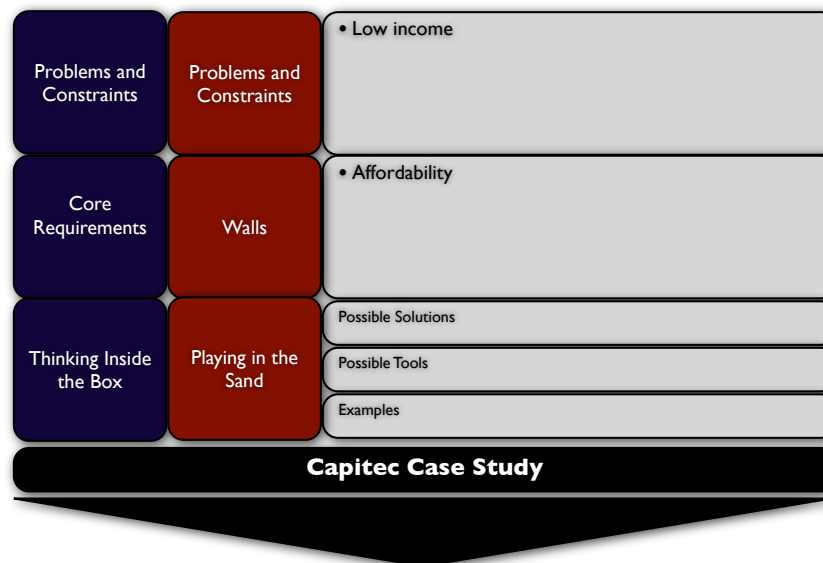 Problems and
Constraints
Problems and
Constraints
• Low income
Core
Requirements
Walls
• Affordability
Thinking Inside
the Box
Playing in the
Sand
Possible Solutions
Possible Tools
Examples
Capitec Case Study